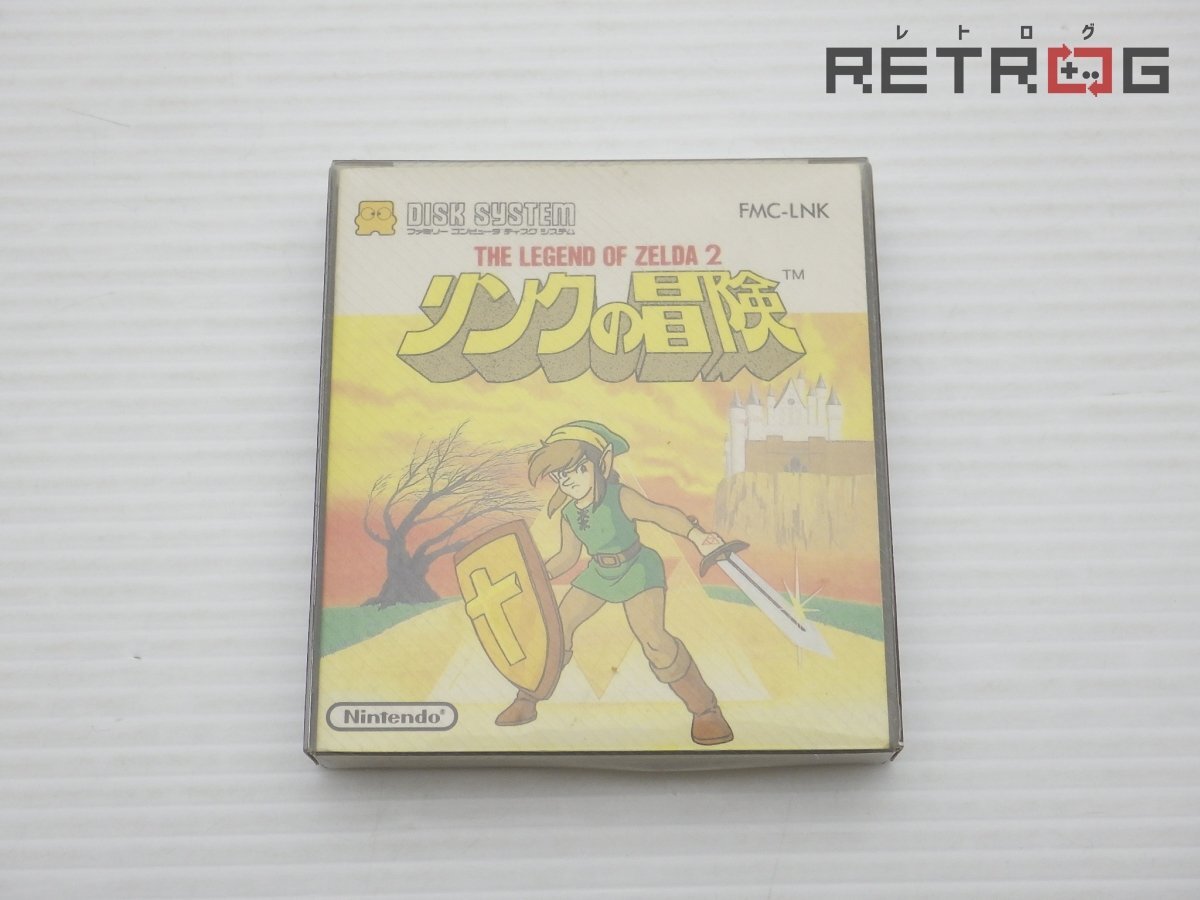 レトログ
RETROG
DISK SYSTEM
ファミリー コンピュータ ディスク システム
FMC-LNK
THE LEGEND OF ZELDA 2
リンクの冒険™
Nintendo®